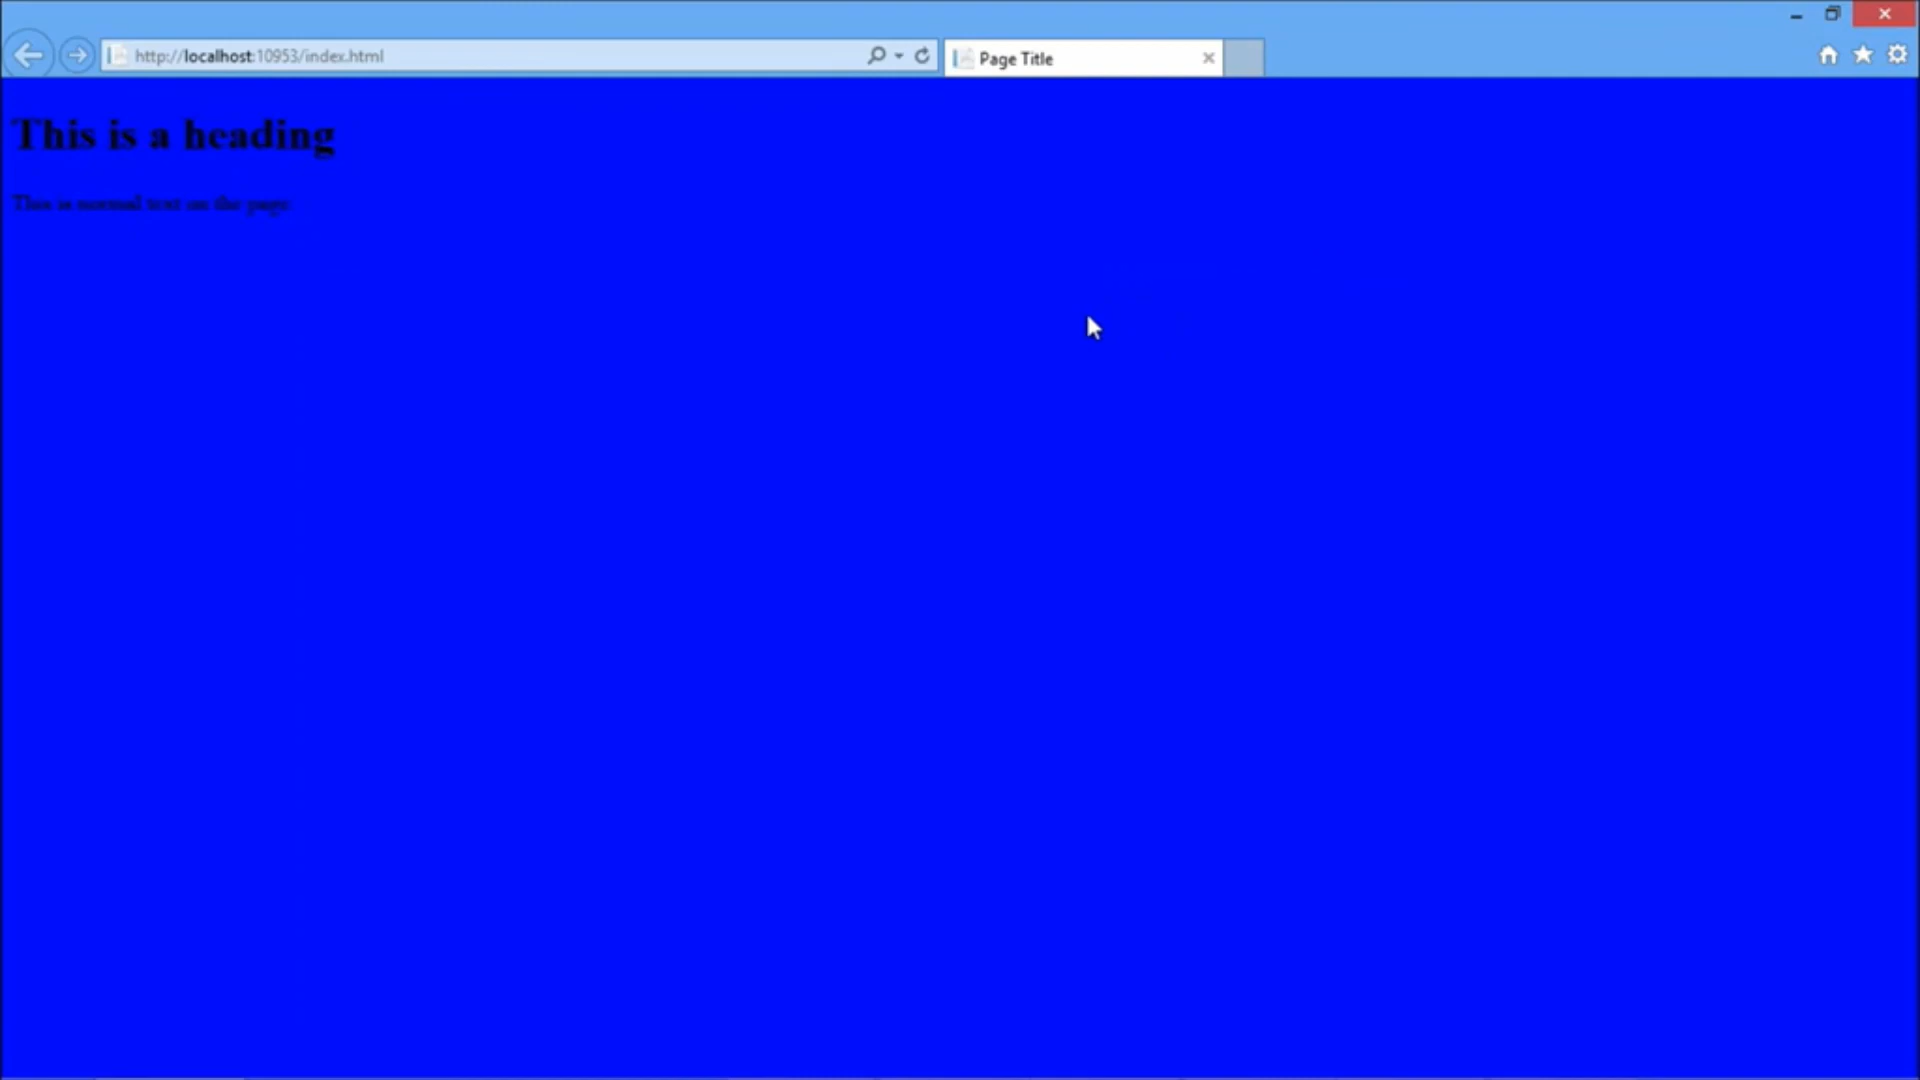 http://localhost:10953/index.html
Page Title
This is a heading
This is normal text on the page